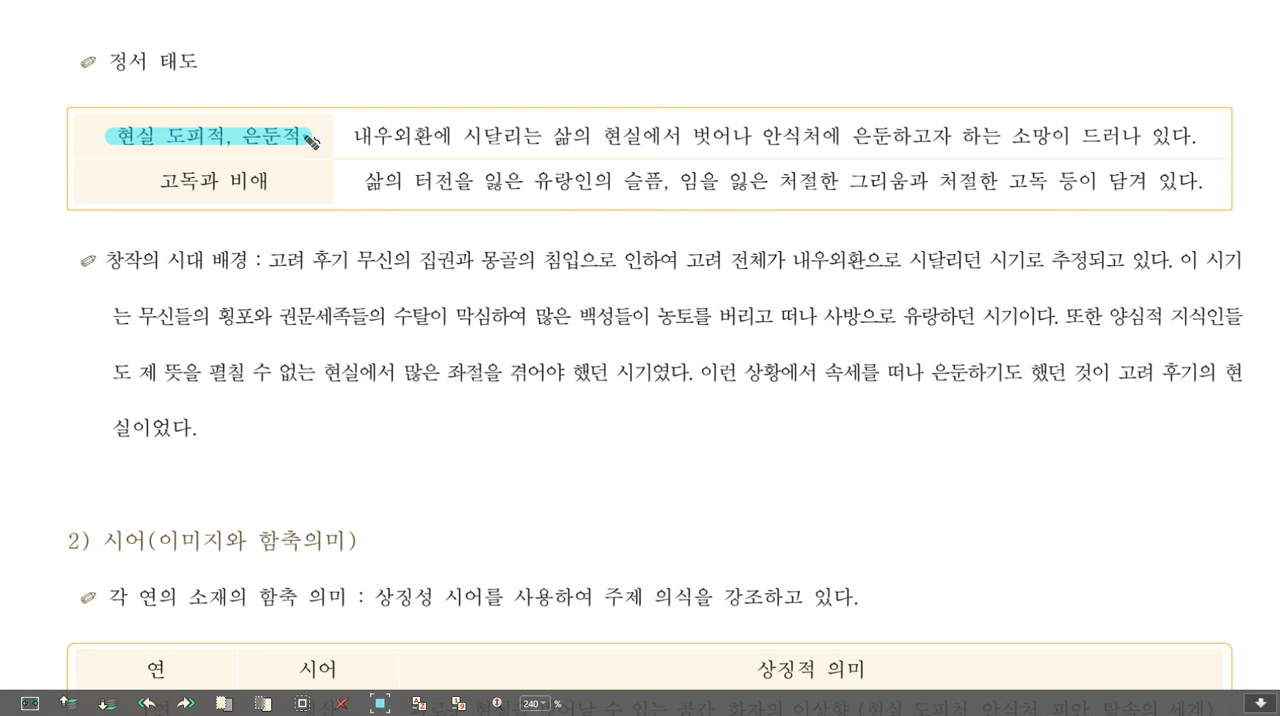 정서 태도
현실 도피적, 은둔적 내우외환에 시달리는 삶의 현실에서 벗어나 안식처에 은둔하고자 하는 소망이 드러나 있다.
고독과 비애 삶의 터전을 잃은 유랑인의 슬픔, 임을 잃은 처절한 그리움과 처절한 고독 등이 담겨 있다.
창작의 시대 배경 : 고려 후기 무신의 집권과 몽골의 침입으로 인하여 고려 전체가 내우외환으로 시달리던 시기로 추정되고 있다. 이 시기
는 무신들의 횡포와 권문세족들의 수탈이 막심하여 많은 백성들이 농토를 버리고 떠나 사방으로 유랑하던 시기이다. 또한 양심적 지식인들
도 제 뜻을 펼칠 수 없는 현실에서 많은 좌절을 겪어야 했던 시기였다. 이런 상황에서 속세를 떠나 은둔하기도 했던 것이 고려 후기의 현
실이었다.
2) 시어(이미지와 함축의미)
각 연의 소재의 함축 의미 : 상징성 시어를 사용하여 주제 의식을 강조하고 있다.
연 시어 상징적 의미
240 %